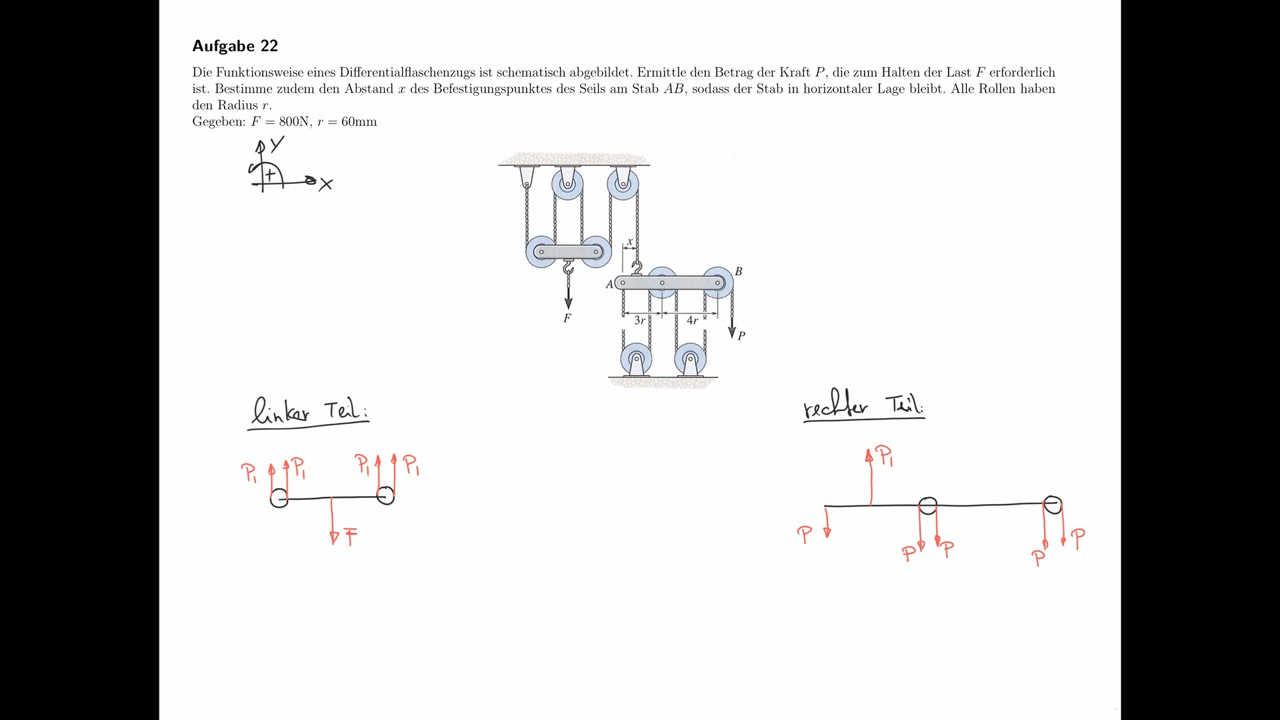 Aufgabe 22
Die Funktionsweise eines Differentialflaschenzugs ist schematisch abgebildet. Ermittle den Betrag der Kraft P, die zum Halten der Last F erforderlich
ist. Bestimme zudem den Abstand x des Befestigungspunktes des Seils am Stab AB, sodass der Stab in horizontaler Lage bleibt. Alle Rollen haben
den Radius r.
Gegeben: F = 800N, r = 60mm
Y
+
X
x
A
B
F
3r
4r
P
linker Teil:
rechter Teil:
P₁ P₁ P₁ P₁
F
P₁
P
P P
P P